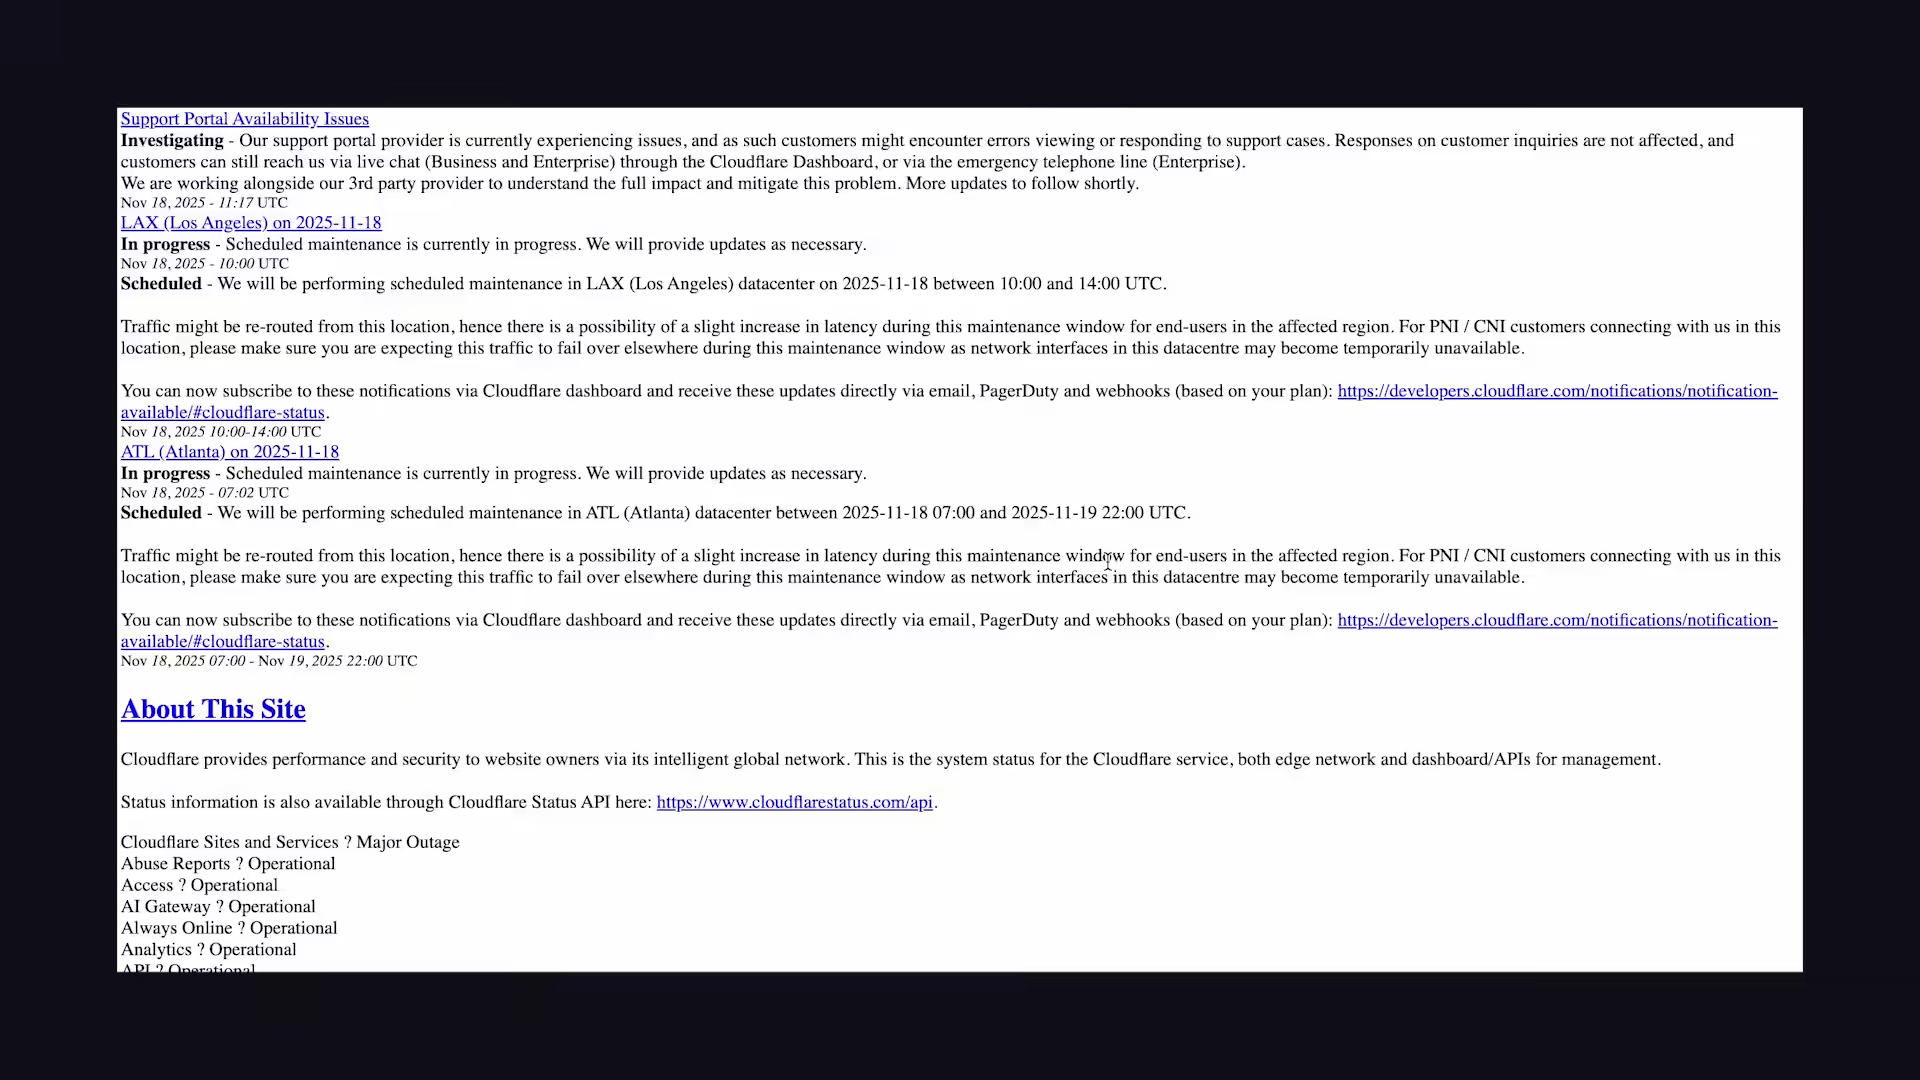 Support Portal Availability Issues
Investigating - Our support portal provider is currently experiencing issues, and as such customers might encounter errors viewing or responding to support cases. Responses on customer inquiries are not affected, and
customers can still reach us via live chat (Business and Enterprise) through the Cloudflare Dashboard, or via the emergency telephone line (Enterprise).
We are working alongside our 3rd party provider to understand the full impact and mitigate this problem. More updates to follow shortly.
Nov 18, 2025 - 11:17 UTC
LAX (Los Angeles) on 2025-11-18
In progress - Scheduled maintenance is currently in progress. We will provide updates as necessary.
Nov 18, 2025 - 10:00 UTC
Scheduled - We will be performing scheduled maintenance in LAX (Los Angeles) datacenter on 2025-11-18 between 10:00 and 14:00 UTC.
Traffic might be re-routed from this location, hence there is a possibility of a slight increase in latency during this maintenance window for end-users in the affected region. For PNI / CNI customers connecting with us in this
location, please make sure you are expecting this traffic to fail over elsewhere during this maintenance window as network interfaces in this datacentre may become temporarily unavailable.
You can now subscribe to these notifications via Cloudflare dashboard and receive these updates directly via email, PagerDuty and webhooks (based on your plan): https://developers.cloudflare.com/notifications/notification-
available/#cloudflare-status.
Nov 18, 2025 10:00-14:00 UTC
ATL (Atlanta) on 2025-11-18
In progress - Scheduled maintenance is currently in progress. We will provide updates as necessary.
Nov 18, 2025 - 07:02 UTC
Scheduled - We will be performing scheduled maintenance in ATL (Atlanta) datacenter between 2025-11-18 07:00 and 2025-11-19 22:00 UTC.
Traffic might be re-routed from this location, hence there is a possibility of a slight increase in latency during this maintenance window for end-users in the affected region. For PNI / CNI customers connecting with us in this
location, please make sure you are expecting this traffic to fail over elsewhere during this maintenance window as network interfaces in this datacentre may become temporarily unavailable.
You can now subscribe to these notifications via Cloudflare dashboard and receive these updates directly via email, PagerDuty and webhooks (based on your plan): https://developers.cloudflare.com/notifications/notification-
available/#cloudflare-status.
Nov 18, 2025 07:00 - Nov 19, 2025 22:00 UTC
About This Site
Cloudflare provides performance and security to website owners via its intelligent global network. This is the system status for the Cloudflare service, both edge network and dashboard/APIs for management.
Status information is also available through Cloudflare Status API here: https://www.cloudflarestatus.com/api.
Cloudflare Sites and Services ? Major Outage
Abuse Reports ? Operational
Access ? Operational
AI Gateway ? Operational
Always Online ? Operational
Analytics ? Operational
API ? Operational